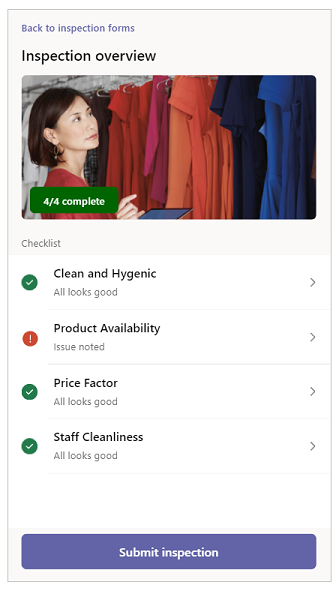 Back to inspection forms
Inspection overview
4/4 complete
Checklist
Clean and Hygenic
All looks good
Product Availability
Issue noted
Price Factor
All looks good
Staff Cleanliness
All looks good
Submit inspection